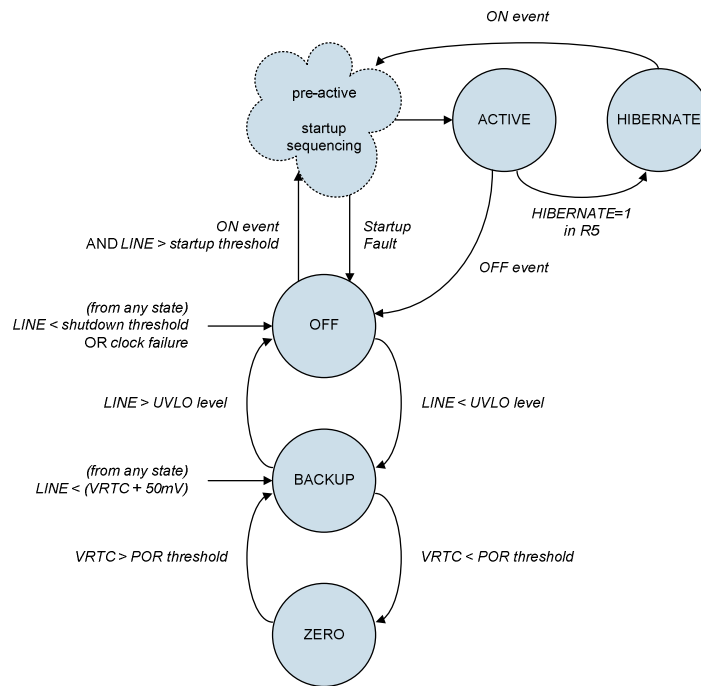 ON event
pre-active
startup
sequencing
ACTIVE
HIBERNATE
HIBERNATE=1
in R5
ON event
AND LINE > startup threshold
Startup
Fault
OFF event
(from any state)
LINE < shutdown threshold
OR clock failure
OFF
LINE > UVLO level
LINE < UVLO level
(from any state)
LINE < (VRTC + 50mV)
BACKUP
VRTC > POR threshold
VRTC < POR threshold
ZERO